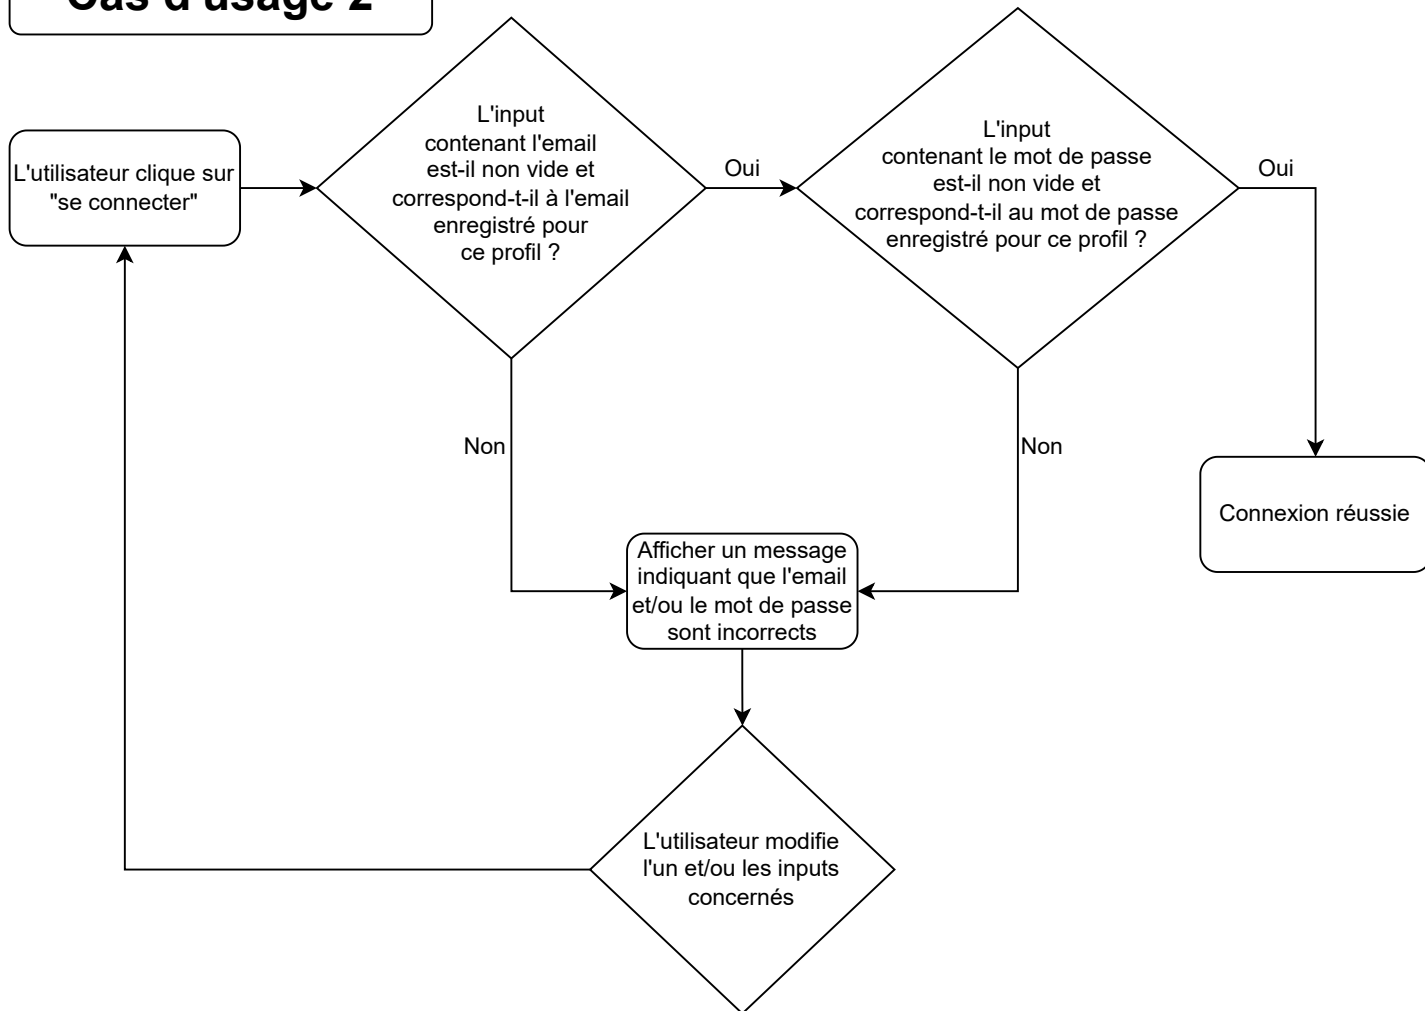 Cas d'usage 2
L'utilisateur clique sur
"se connecter"
L'input
contenant l'email
est-il non vide et
correspond-t-il à l'email
enregistré pour
ce profil ?
Oui
L'input
contenant le mot de passe
est-il non vide et
correspond-t-il au mot de passe
enregistré pour ce profil ?
Oui
Non
Non
Connexion réussie
Afficher un message
indiquant que l'email
et/ou le mot de passe
sont incorrects
L'utilisateur modifie
l'un et/ou les inputs
concernés